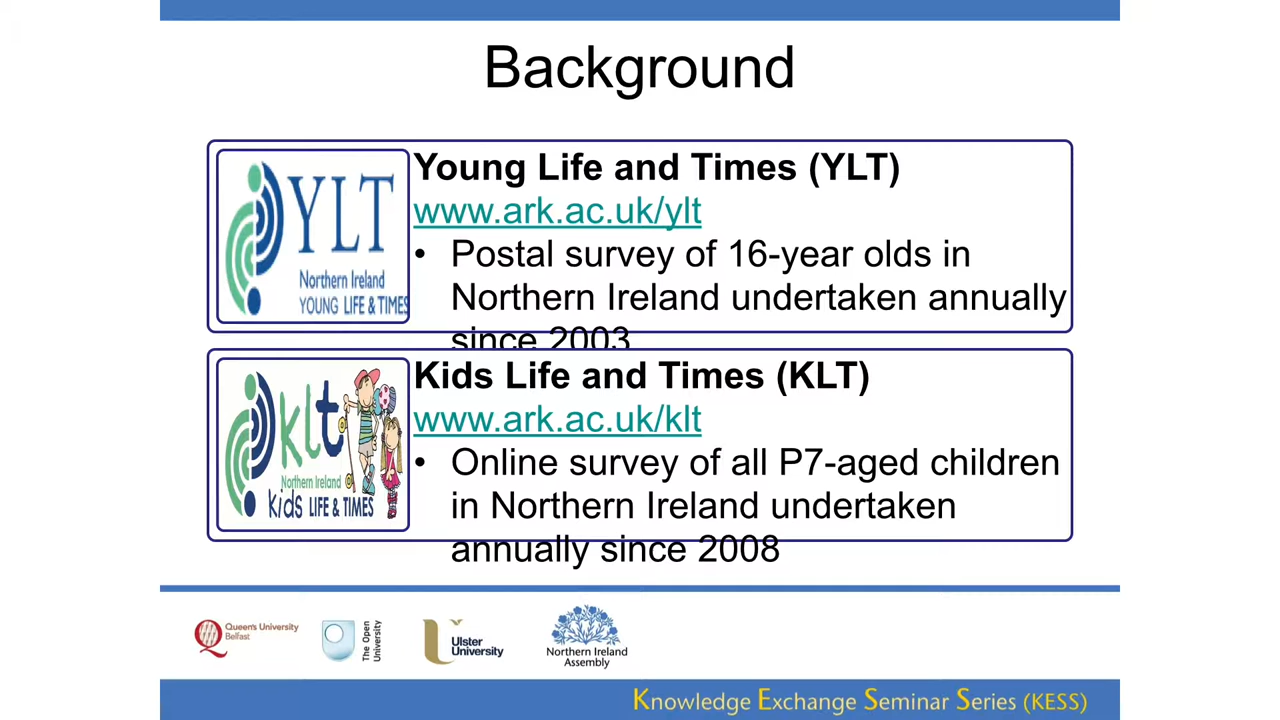 Background
Young Life and Times (YLT)
www.ark.ac.uk/ylt
• Postal survey of 16-year olds in
Northern Ireland undertaken annually
since 2003
YLT
Northern Ireland
YOUNG LIFE & TIMES
Kids Life and Times (KLT)
www.ark.ac.uk/klt
• Online survey of all P7-aged children
in Northern Ireland undertaken
annually since 2008
klt
Northern Ireland
kids LIFE & TIMES
Queen's University
Belfast
The Open
University
Ulster
University
Northern Ireland
Assembly
Knowledge Exchange Seminar Series (KESS)